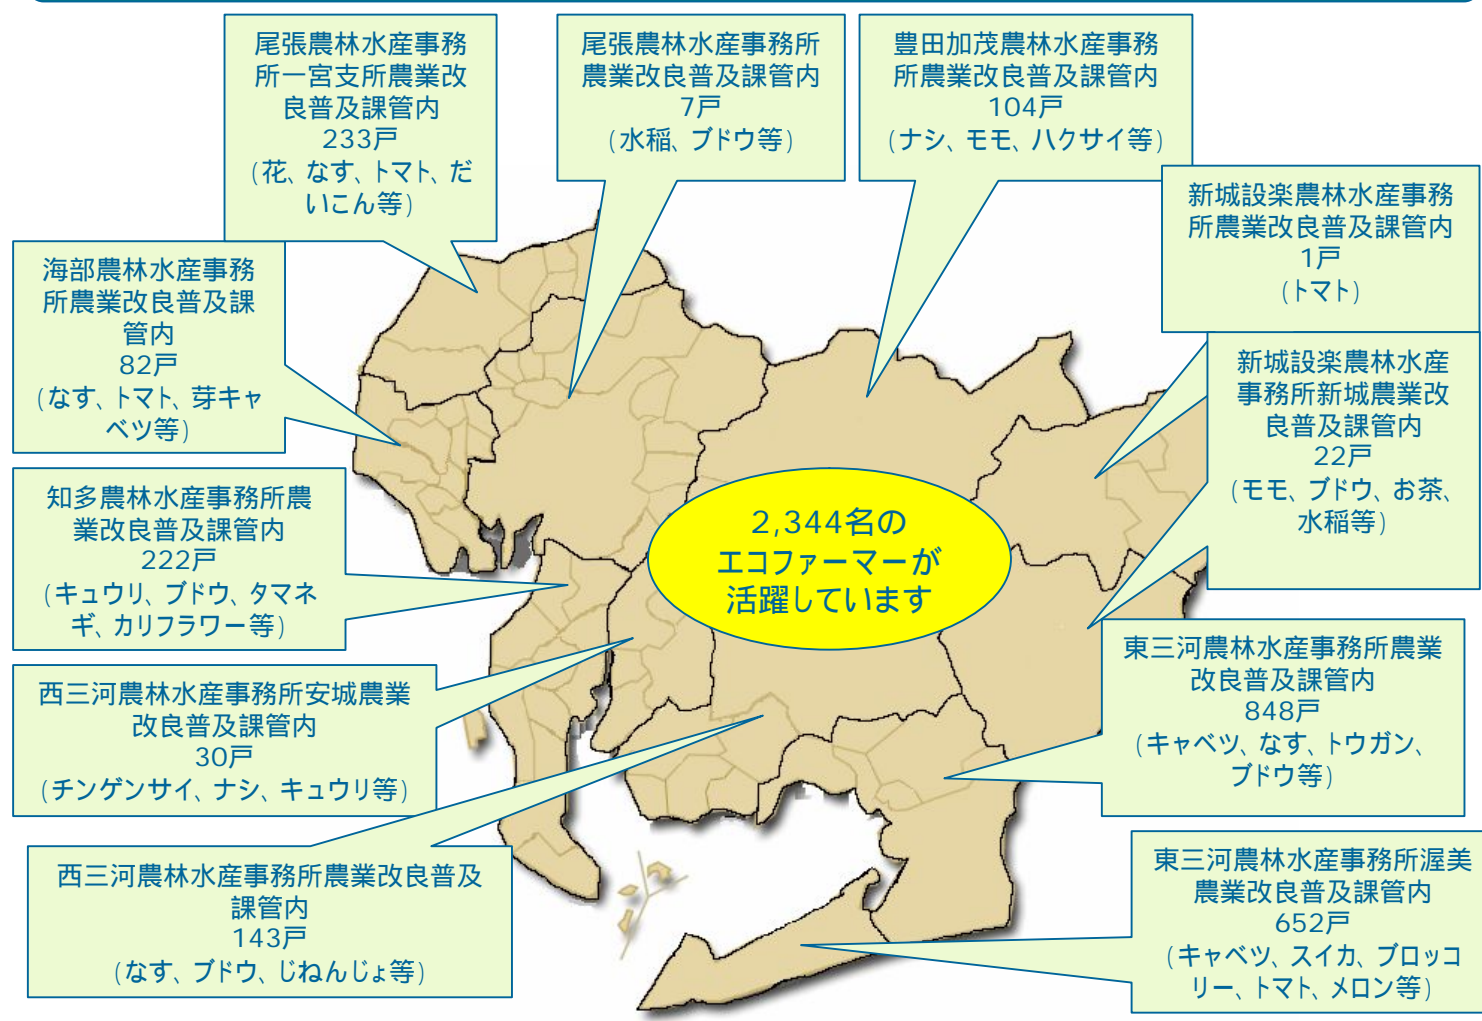 尾張農林水産事務
所一宮支所農業改
良普及課管内
233戸
(花、なす、トマト、だ
いこん等)
尾張農林水産事務所
農業改良普及課管内
7戸
(水稲、ブドウ等)
豊田加茂農林水産事務
所農業改良普及課管内
104戸
(ナシ、モモ、ハクサイ等)
新城設楽農林水産事務
所農業改良普及課管内
1戸
(トマト)
海部農林水産事務
所農業改良普及課
管内
82戸
(なす、トマト、芽キャ
ベツ等)
新城設楽農林水産
事務所新城農業改
良普及課管内
22戸
(モモ、ブドウ、お茶、
水稲等)
知多農林水産事務所農
業改良普及課管内
222戸
(キュウリ、ブドウ、タマネ
ギ、カリフラワー等)
2,344名の
エコファーマーが
活躍しています
東三河農林水産事務所農業
改良普及課管内
848戸
(キャベツ、なす、トウガン、
ブドウ等)
西三河農林水産事務所安城農業
改良普及課管内
30戸
(チンゲンサイ、ナシ、キュウリ等)
西三河農林水産事務所農業改良普及
課管内
143戸
(なす、ブドウ、じねんじょ等)
東三河農林水産事務所渥美
農業改良普及課管内
652戸
(キャベツ、スイカ、ブロッコ
リー、トマト、メロン等)